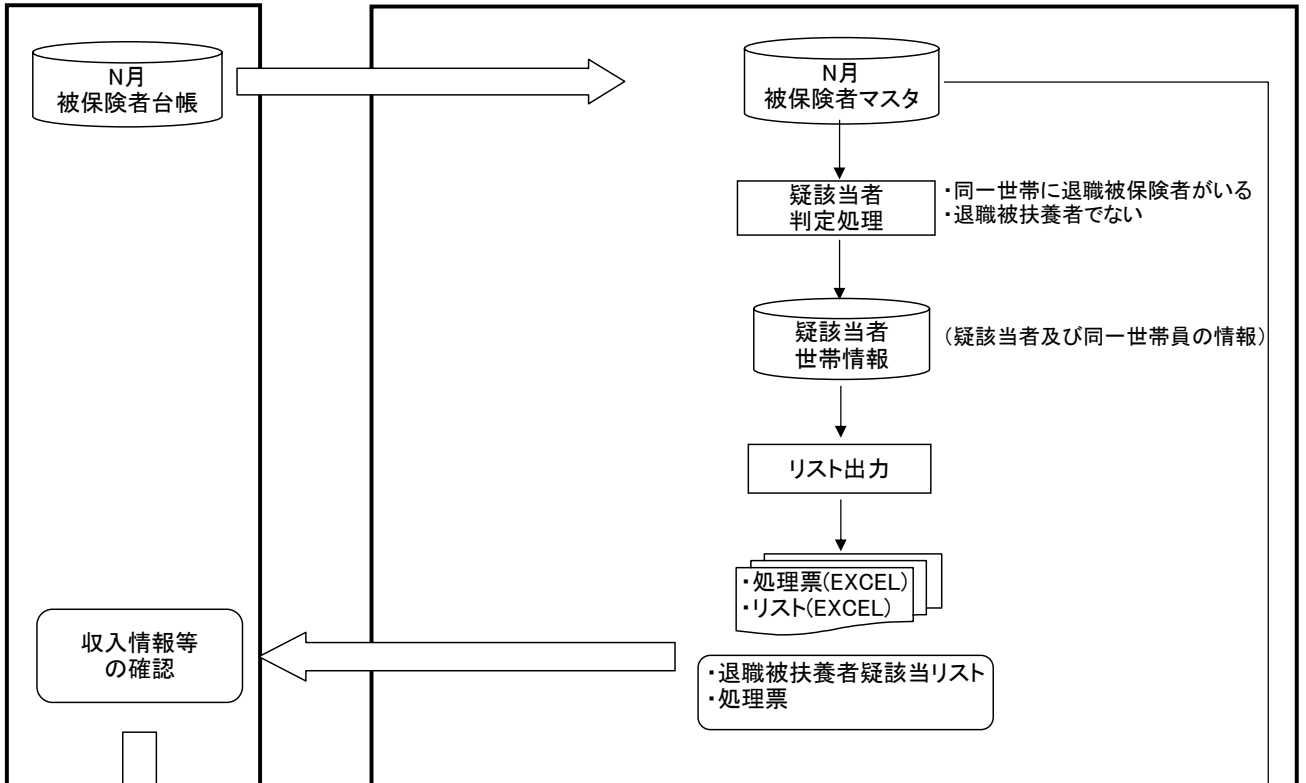 N月
被保険者台帳
N月
被保険者マスタ
疑該当者
判定処理
・同一世帯に退職被保険者がいる
・退職被扶養者でない
疑該当者
世帯情報
(疑該当者及び同一世帯員の情報)
リスト出力
・処理票(EXCEL)
・リスト(EXCEL)
収入情報等
の確認
・退職被扶養者疑該当リスト
・処理票